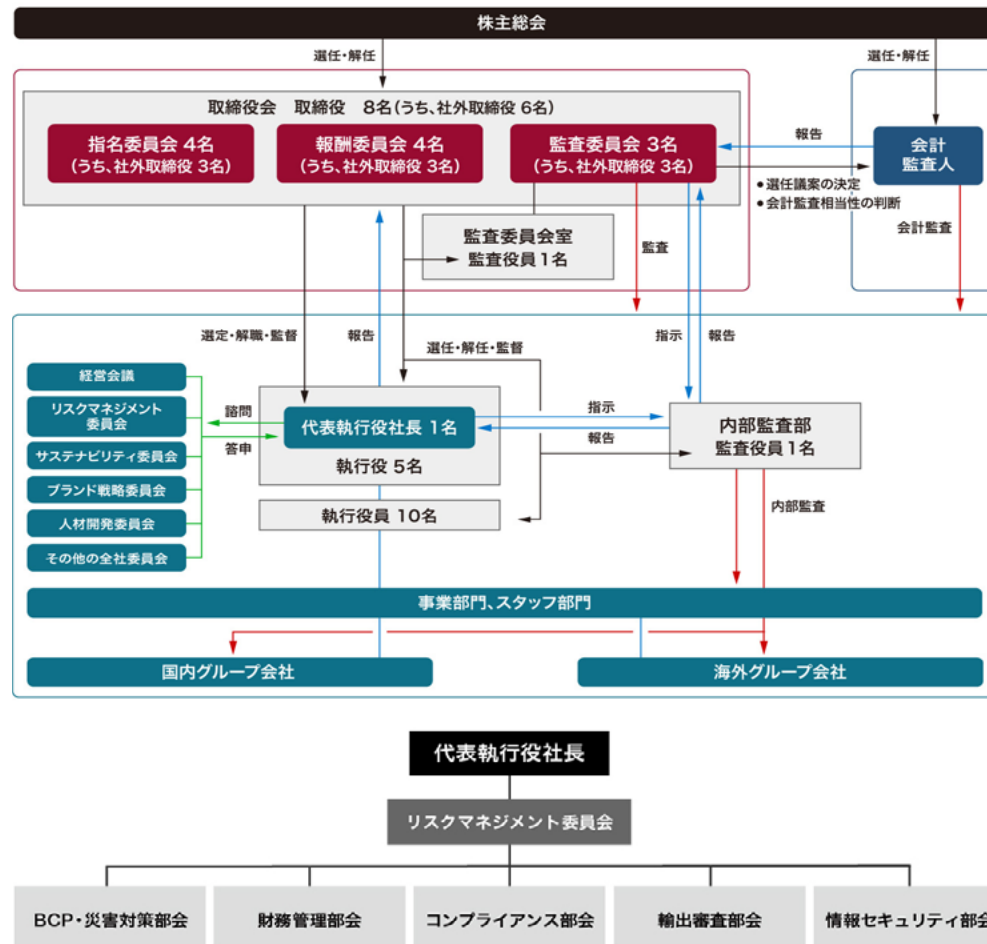 株主総会
選任・解任
選任・解任
取締役会 取締役 8名(うち、社外取締役 6名)
指名委員会 4名
(うち、社外取締役 3名)
報酬委員会 4名
(うち、社外取締役 3名)
監査委員会 3名
(うち、社外取締役 3名)
報告
会計
監査人
● 選任議案の決定
● 会計監査相当性の判断
監査委員会室
監査役員 1名
監査
会計監査
選定・解職・監督
報告
選任・解任・監督
指示
報告
経営会議
リスクマネジメント
委員会
サステナビリティ委員会
ブランド戦略委員会
人材開発委員会
その他の全社委員会
諮問
答申
代表執行役社長 1名
執行役 5名
執行役員 10名
指示
報告
内部監査部
監査役員 1名
内部監査
事業部門、スタッフ部門
国内グループ会社
海外グループ会社
代表執行役社長
リスクマネジメント委員会
BCP・災害対策部会
財務管理部会
コンプライアンス部会
輸出審査部会
情報セキュリティ部会